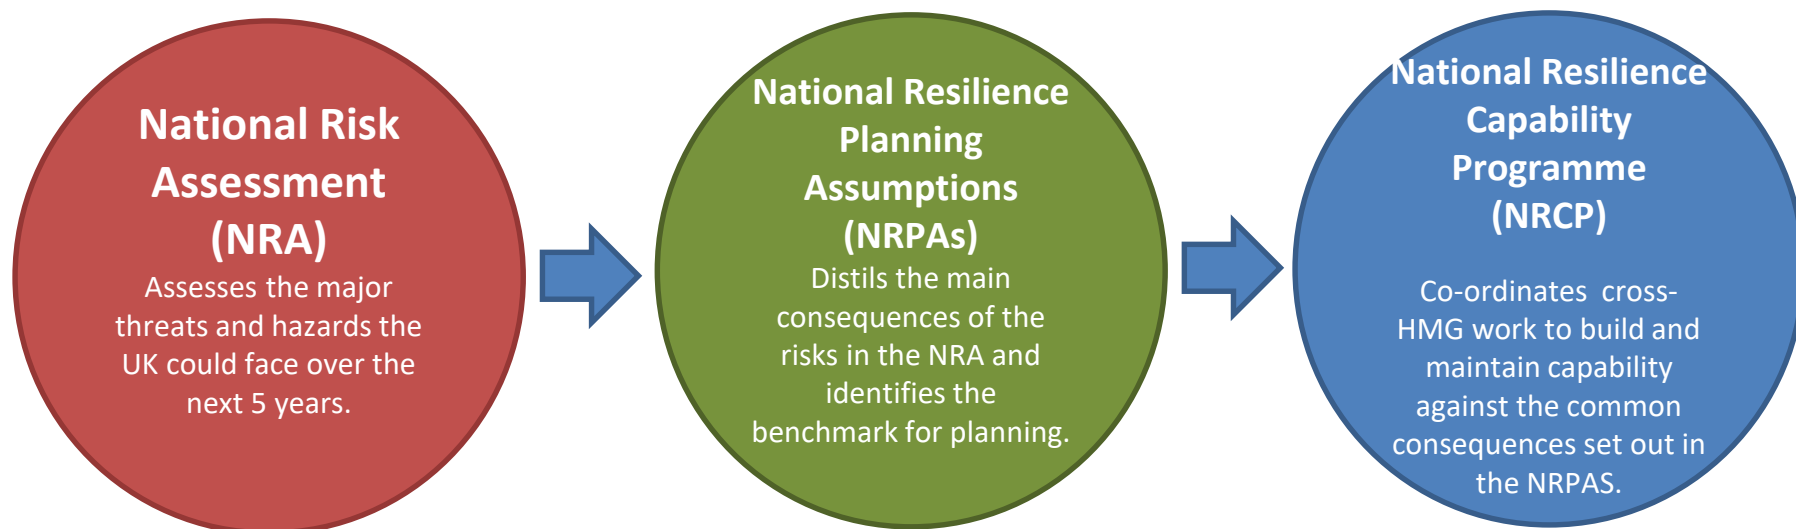 National Risk
Assessment
(NRA)
Assesses the major
threats and hazards the
UK could face over the
next 5 years.
National Resilience
Planning
Assumptions
(NRPAs)
Distils the main
consequences of the
risks in the NRA and
identifies the
benchmark for planning.
National Resilience
Capability
Programme
(NRCP)
Co-ordinates cross-
HMG work to build and
maintain capability
against the common
consequences set out in
the NRPAS.